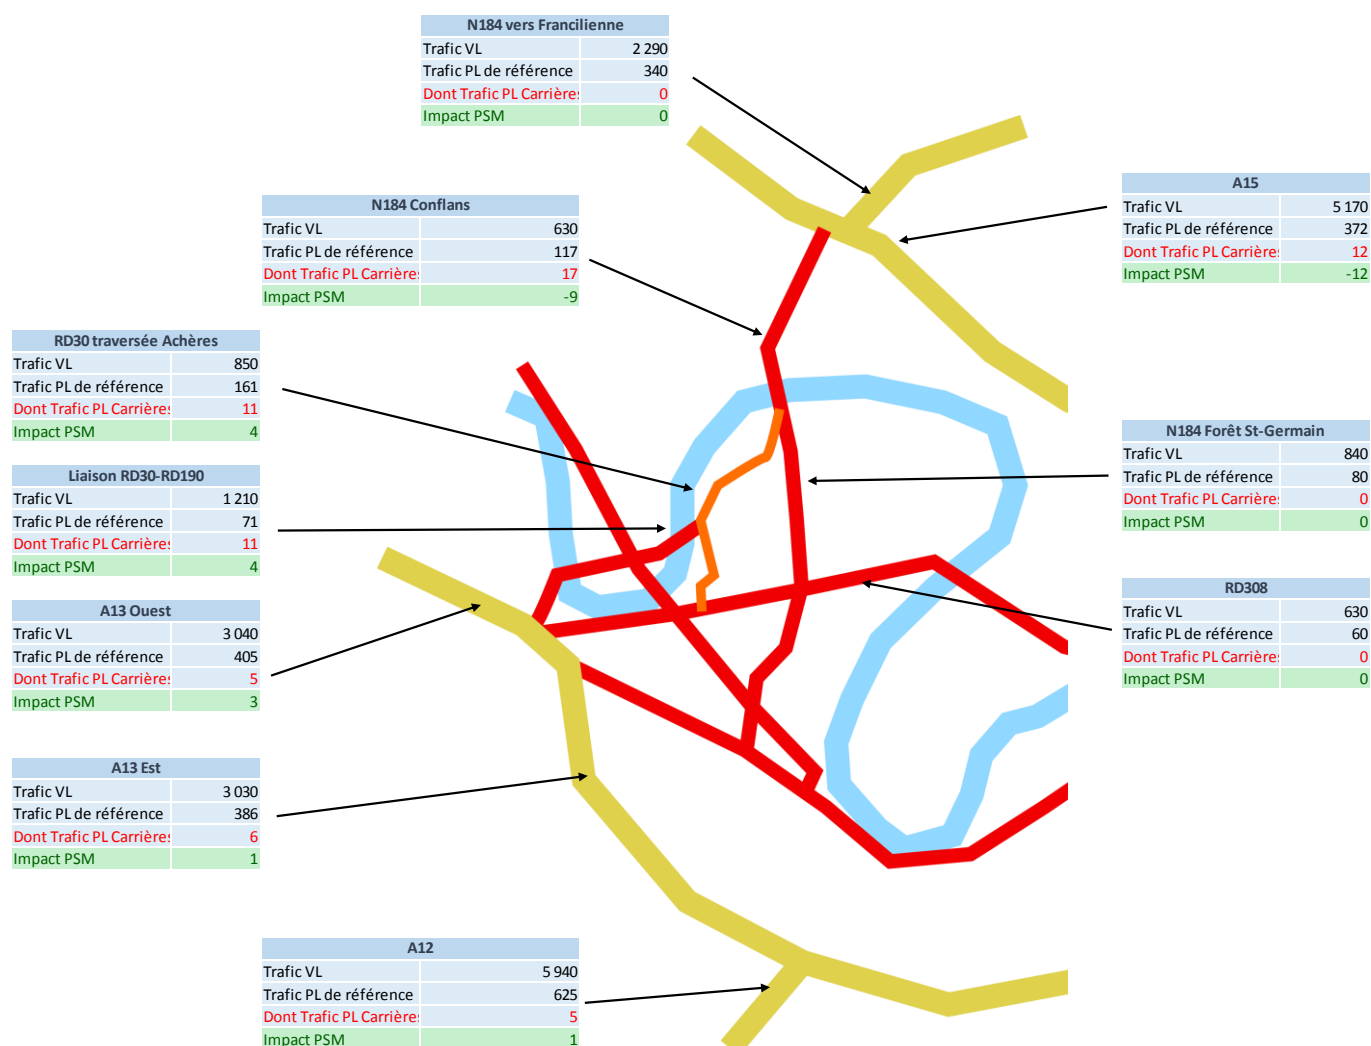 N184 vers Francilienne
Trafic VL 2 290
Trafic PL de référence 340
Dont Trafic PL Carrière 0
Impact PSM 0
A15
Trafic VL 5 170
Trafic PL de référence 372
Dont Trafic PL Carrière 12
Impact PSM -12
N184 Conflans
Trafic VL 630
Trafic PL de référence 117
Dont Trafic PL Carrière 17
Impact PSM -9
RD30 traversée Achères
Trafic VL 850
Trafic PL de référence 161
Dont Trafic PL Carrières 11
Impact PSM 4
N184 Forêt St-Germain
Trafic VL 840
Trafic PL de référence 80
Dont Trafic PL Carrière 0
Impact PSM 0
Liaison RD30-RD190
Trafic VL 1 210
Trafic PL de référence 71
Dont Trafic PL Carrières 11
Impact PSM 4
RD308
Trafic VL 630
Trafic PL de référence 60
Dont Trafic PL Carrière 0
Impact PSM 0
A13 Ouest
Trafic VL 3 040
Trafic PL de référence 405
Dont Trafic PL Carrières 5
Impact PSM 3
A13 Est
Trafic VL 3 030
Trafic PL de référence 386
Dont Trafic PL Carrière 6
Impact PSM 1
A12
Trafic VL 5 940
Trafic PL de référence 625
Dont Trafic PL Carrière 5
Impact PSM 1